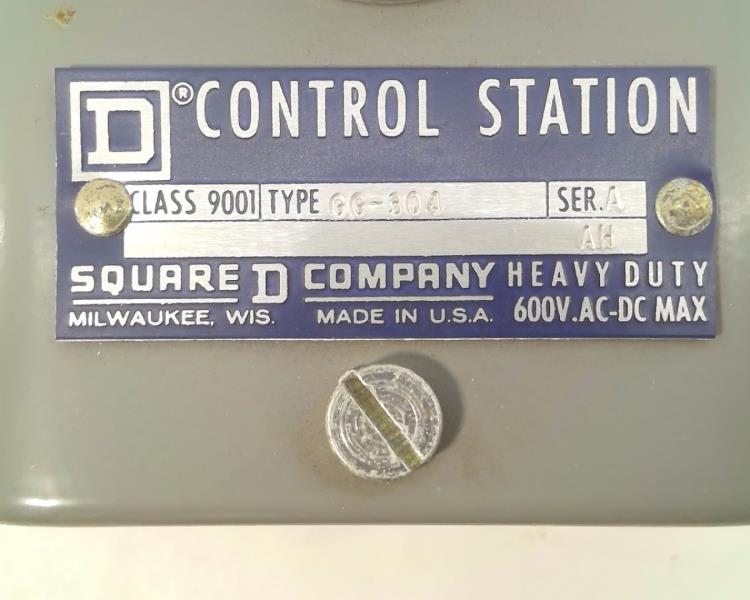 D® CONTROL STATION
CLASS 9001 TYPE GG-304 SER. A
AH
SQUARE D COMPANY HEAVY DUTY
MILWAUKEE, WIS. MADE IN U.S.A. 600V.AC-DC MAX